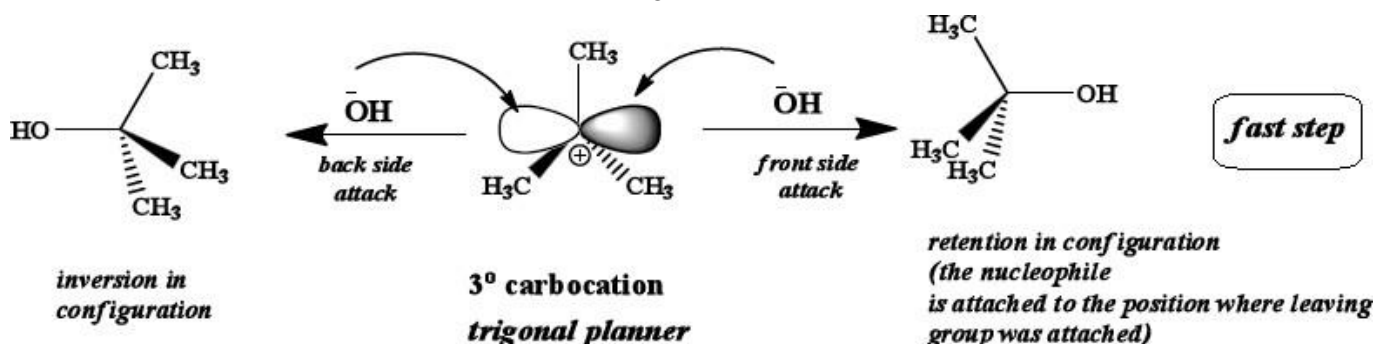 CH₃
HO
CH₃
CH₃
ŌH
back side
attack
CH₃
⊕
H₃C
CH₃
ŌH
front side
attack
H₃C
OH
H₃C
H₃C
fast step
inversion in
configuration
3º carbocation
trigonal planner
retention in configuration
(the nucleophile
is attached to the position where leaving
group was attached)